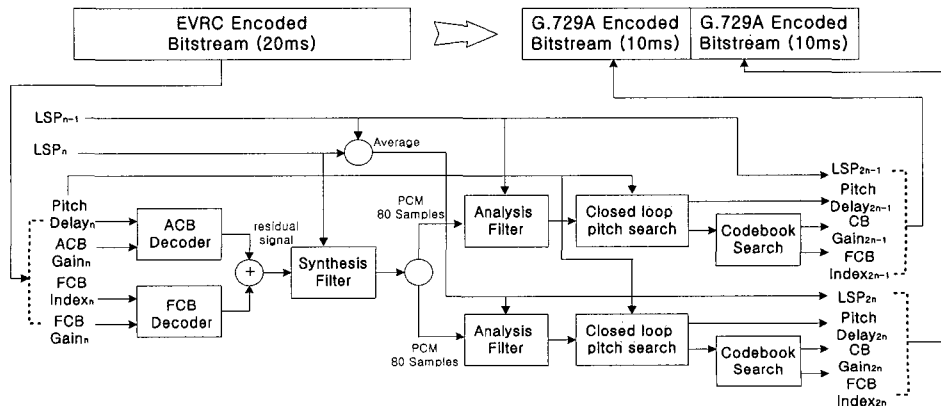 EVRC Encoded
Bitstream (20ms)
G.729A Encoded
Bitstream (10ms)
G.729A Encoded
Bitstream (10ms)
LSPn-1
LSPn
Average
Pitch
Delayn
ACB
Gainn
FCB
Indexn
FCB
Gainn
ACB
Decoder
FCB
Decoder
residual
signal
+
Synthesis
Filter
PCM
80 Samples
PCM
80 Samples
Analysis
Filter
Closed loop
pitch search
Codebook
Search
LSP2n-1
Pitch
Delay2n-1
CB
Gain2n-1
FCB
Index2n-1
Analysis
Filter
Closed loop
pitch search
Codebook
Search
LSP2n
Pitch
Delay2n
CB
Gain2n
FCB
Index2n